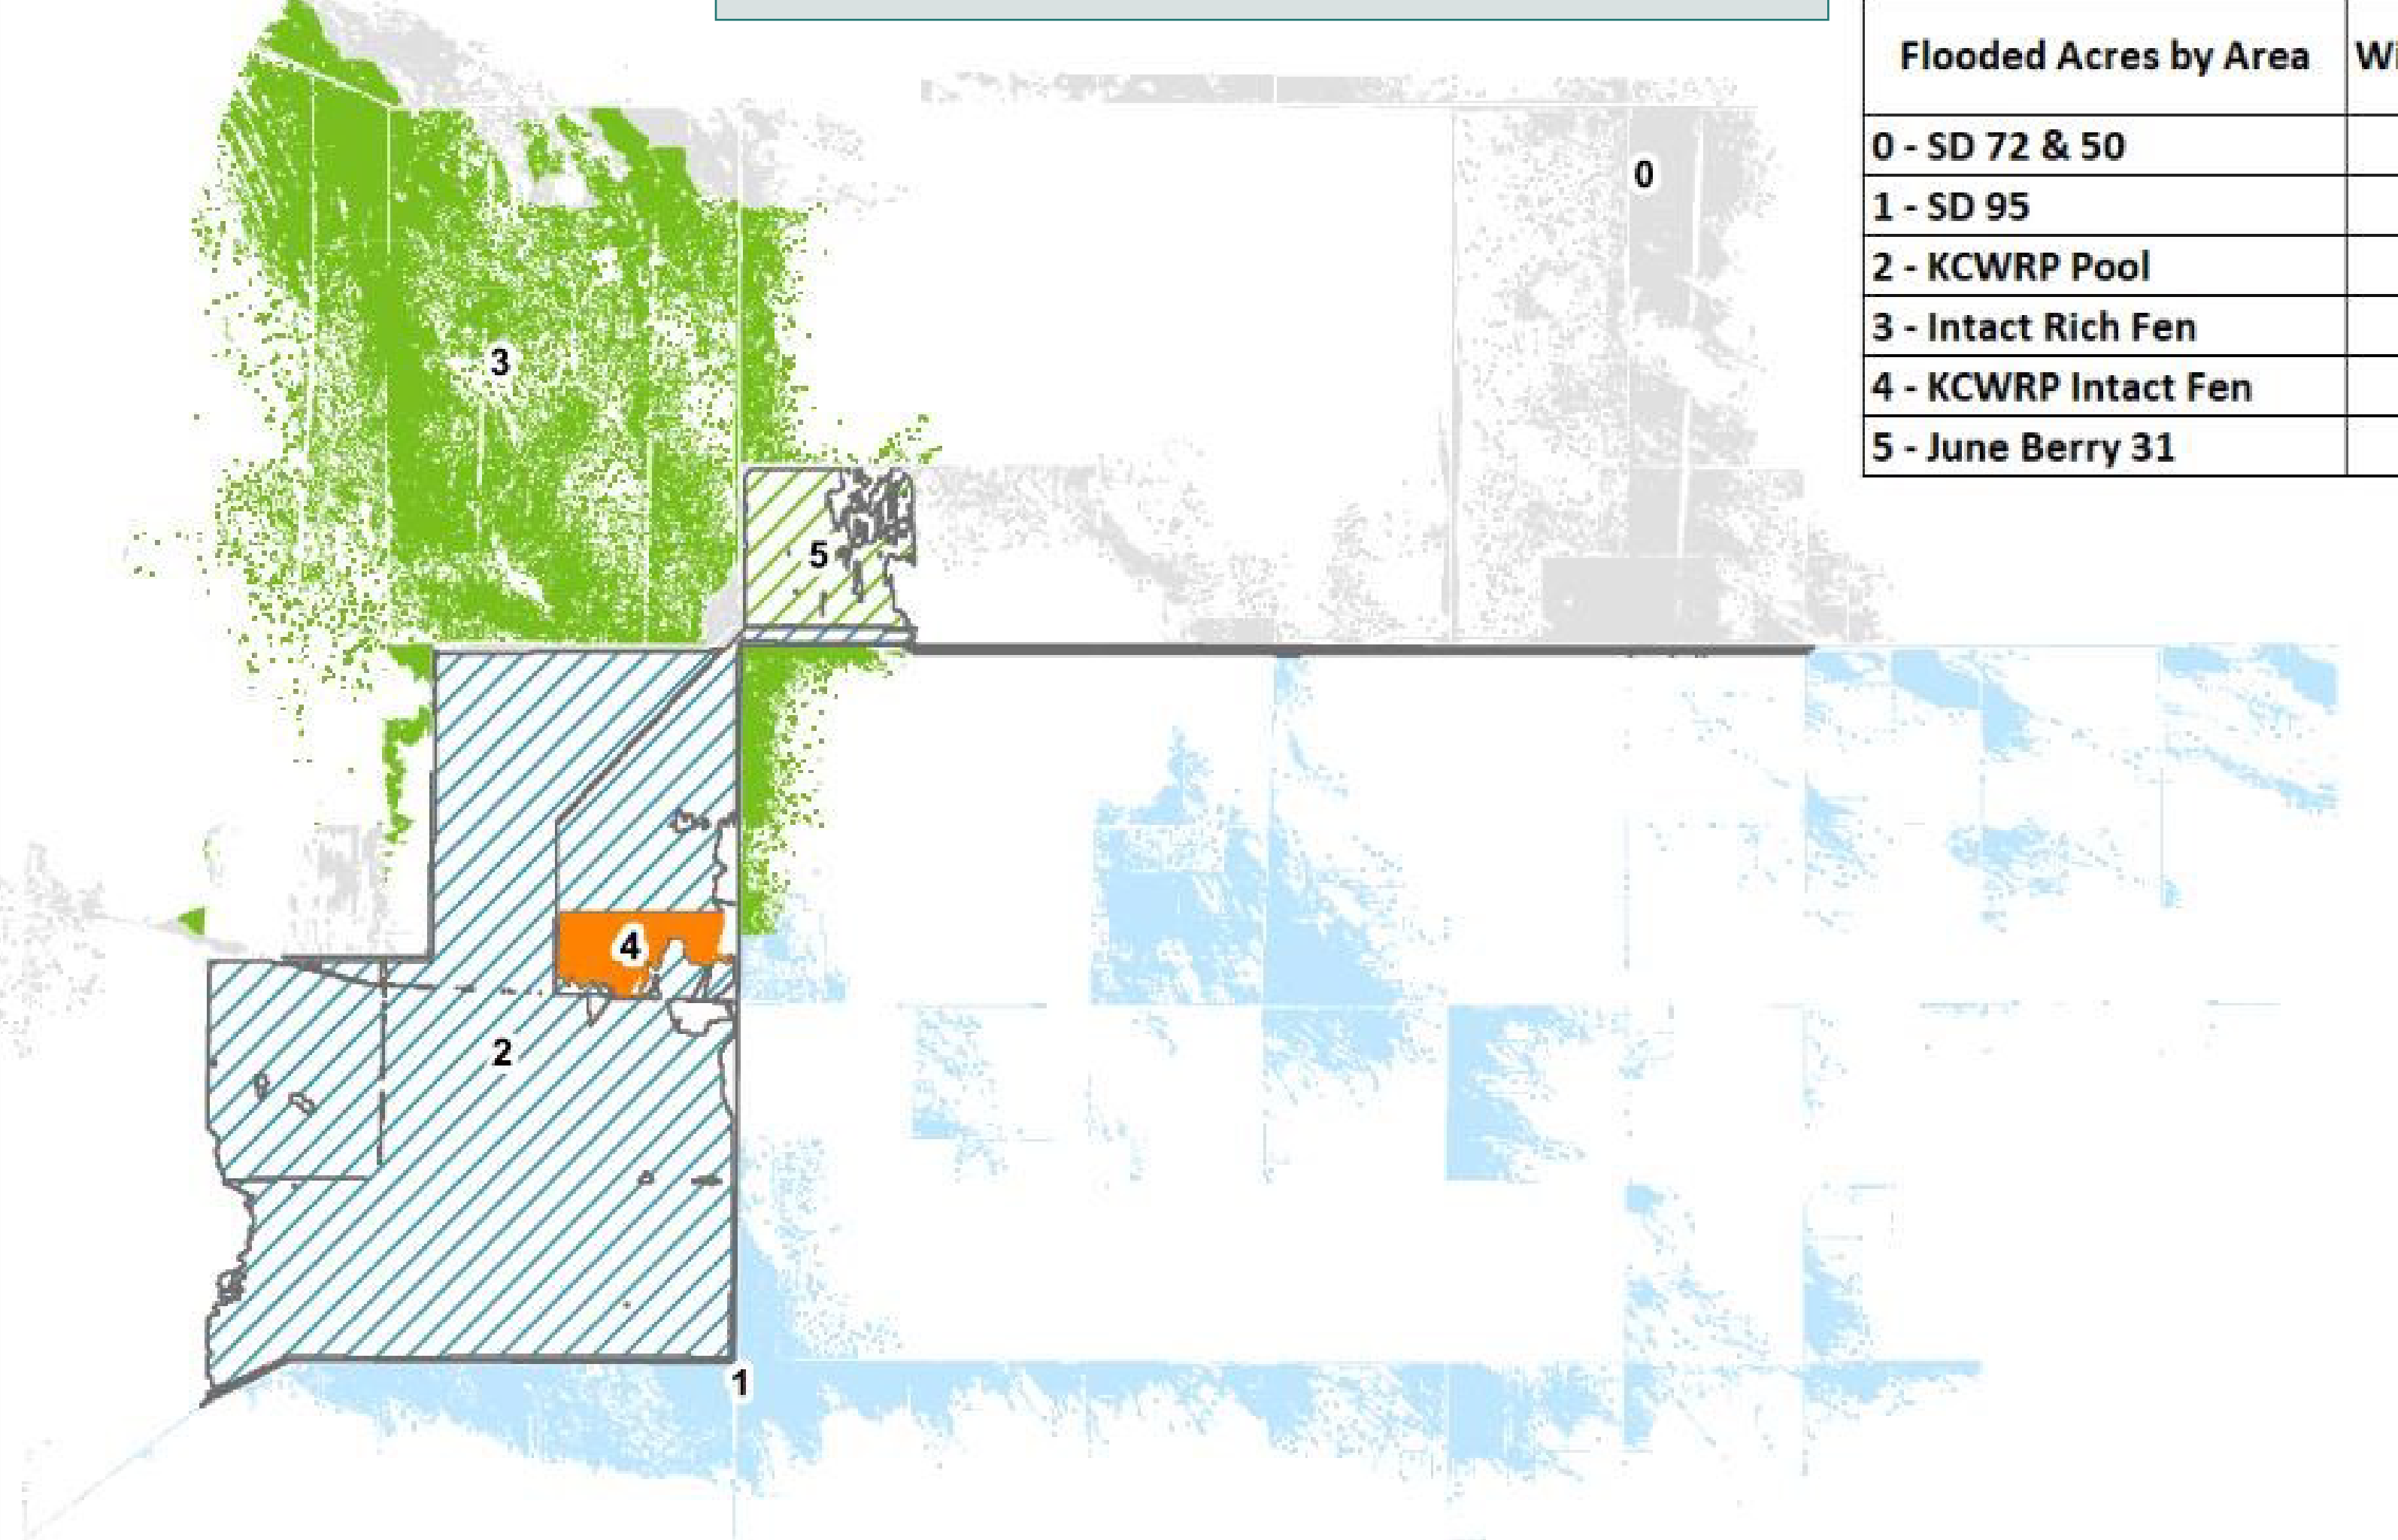 Flooded Acres by Area
0 - SD 72 & 50
1 - SD 95
2 - KCWRP Pool
3 - Intact Rich Fen
4 - KCWRP Intact Fen
5 - June Berry 31
0
3
5
4
2
1